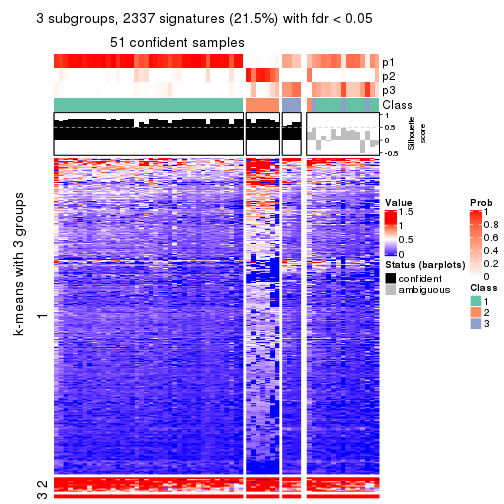 3 subgroups, 2337 signatures (21.5%) with fdr < 0.05
51 confident samples
p1
p2
p3
Class
1
0.5
0
-0.5
Silhouette
score
k-means with 3 groups
1
2
3
Value
1.5
1
0.5
0
Status (barplots)
confident
ambiguous
Prob
1
0.8
0.6
0.4
0.2
0
Class
1
2
3